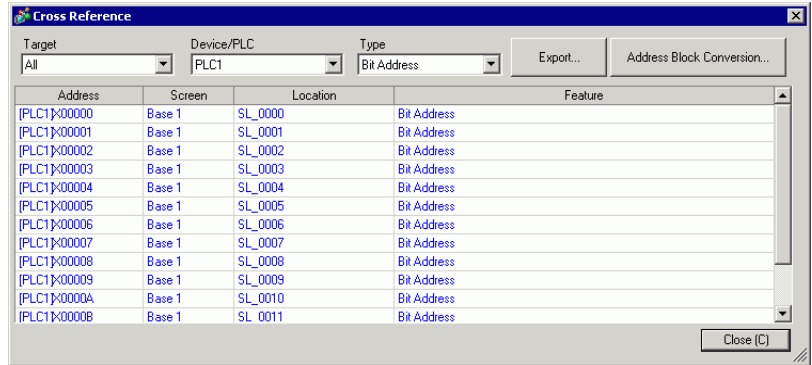 Cross Reference
Target Device/PLC Type
All PLC1 Bit Address Export... Address Block Conversion...
Address Screen Location Feature
[PLC1]X00000 Base 1 SL_0000 Bit Address
[PLC1]X00001 Base 1 SL_0001 Bit Address
[PLC1]X00002 Base 1 SL_0002 Bit Address
[PLC1]X00003 Base 1 SL_0003 Bit Address
[PLC1]X00004 Base 1 SL_0004 Bit Address
[PLC1]X00005 Base 1 SL_0005 Bit Address
[PLC1]X00006 Base 1 SL_0006 Bit Address
[PLC1]X00007 Base 1 SL_0007 Bit Address
[PLC1]X00008 Base 1 SL_0008 Bit Address
[PLC1]X00009 Base 1 SL_0009 Bit Address
[PLC1]X0000A Base 1 SL_0010 Bit Address
[PLC1]X0000B Base 1 SL_0011 Bit Address
Close (C)